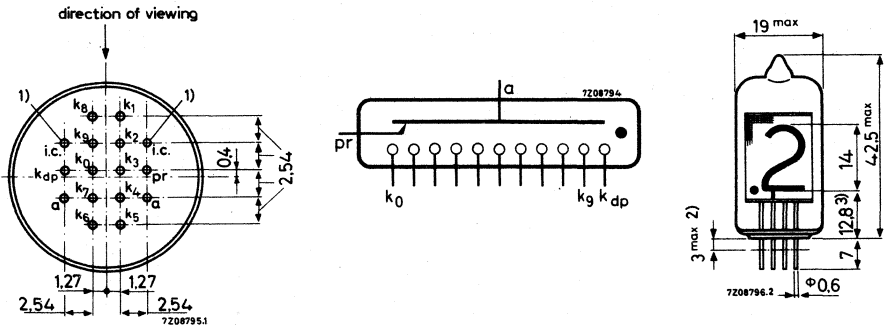 direction of viewing
1)
1)
k8
k1
k9
k2
i.c.
i.c.
k0
k3
kdp
pr
k7
k4
a
a
k6
k5
0,4
2,54
1,27
1,27
2,54
2,54
7Z08795.1
a
7Z08794
pr
k0
k9
kdp
19 max
2
42,5 max
14
12,8 3)
3 max 2)
7
Φ0,6
7Z08796.2